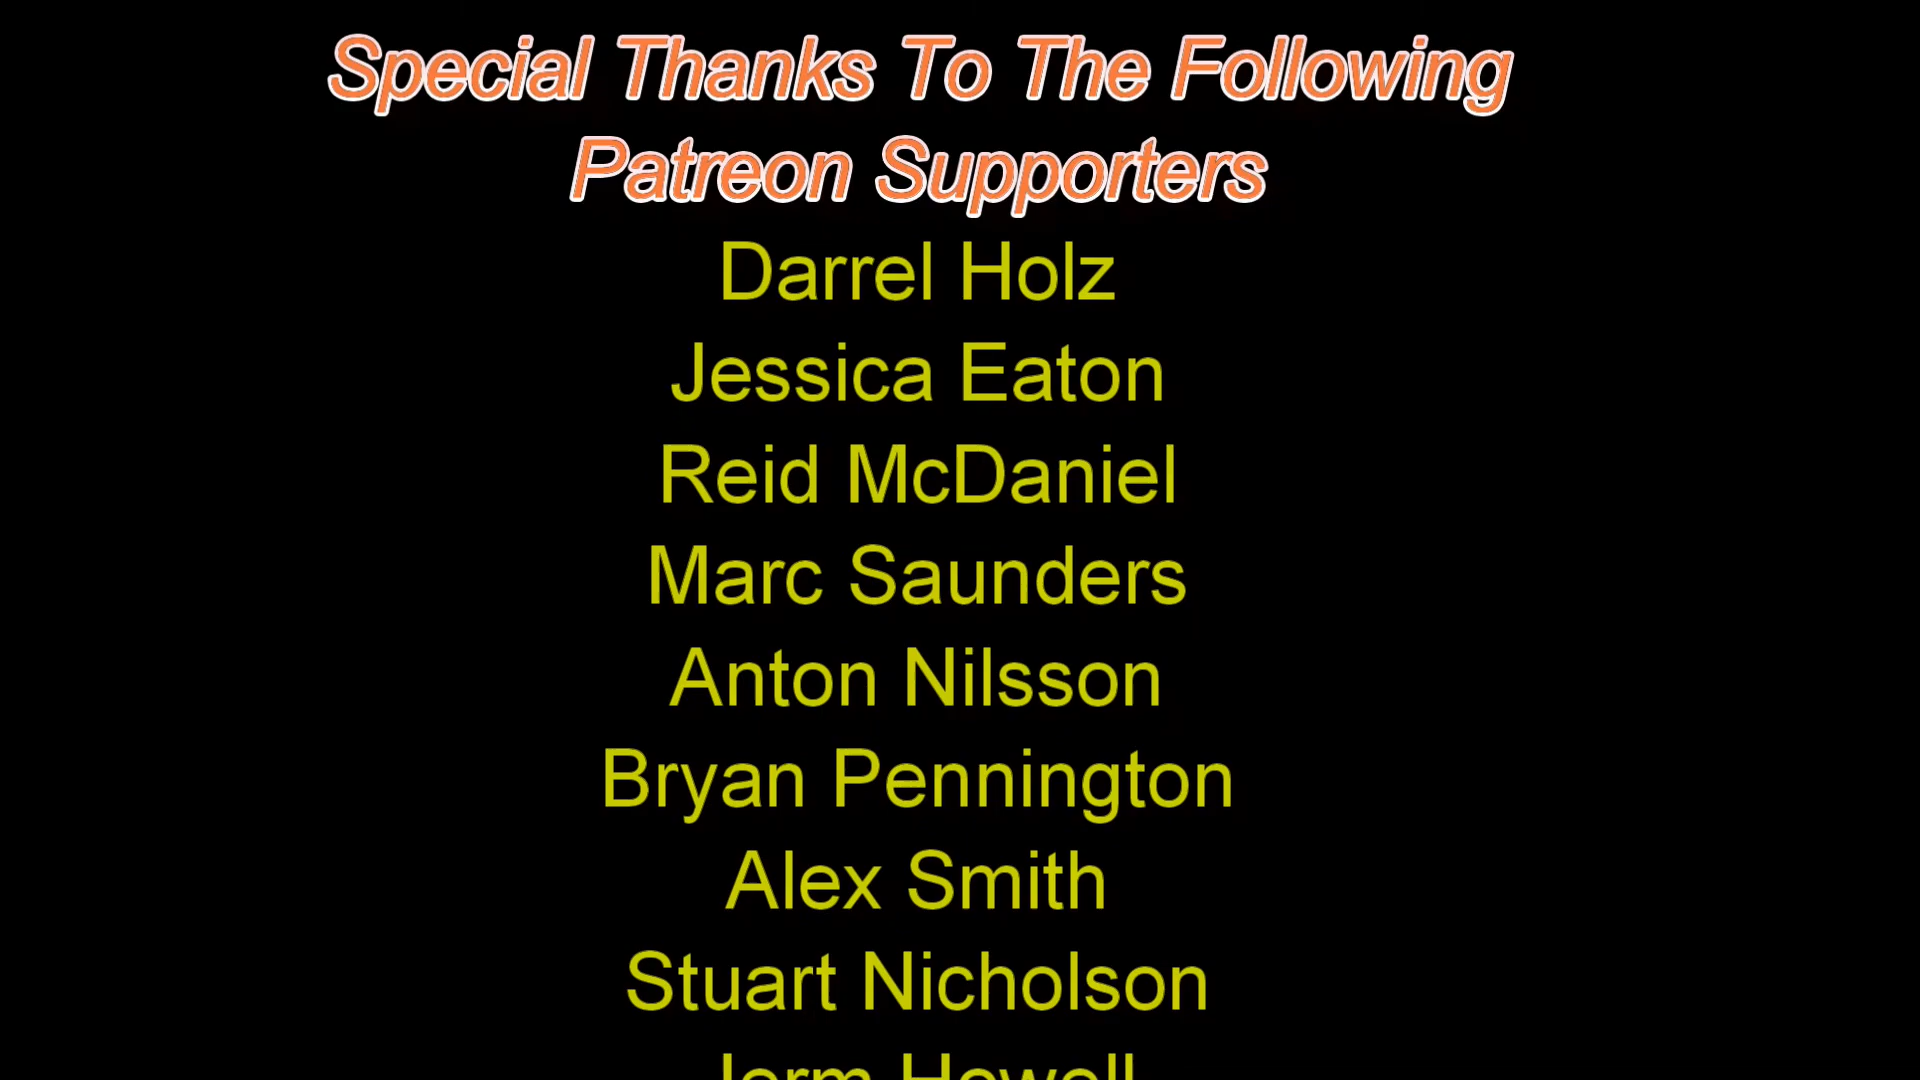 Special Thanks To The Following
Patreon Supporters
Darrel Holz
Jessica Eaton
Reid McDaniel
Marc Saunders
Anton Nilsson
Bryan Pennington
Alex Smith
Stuart Nicholson